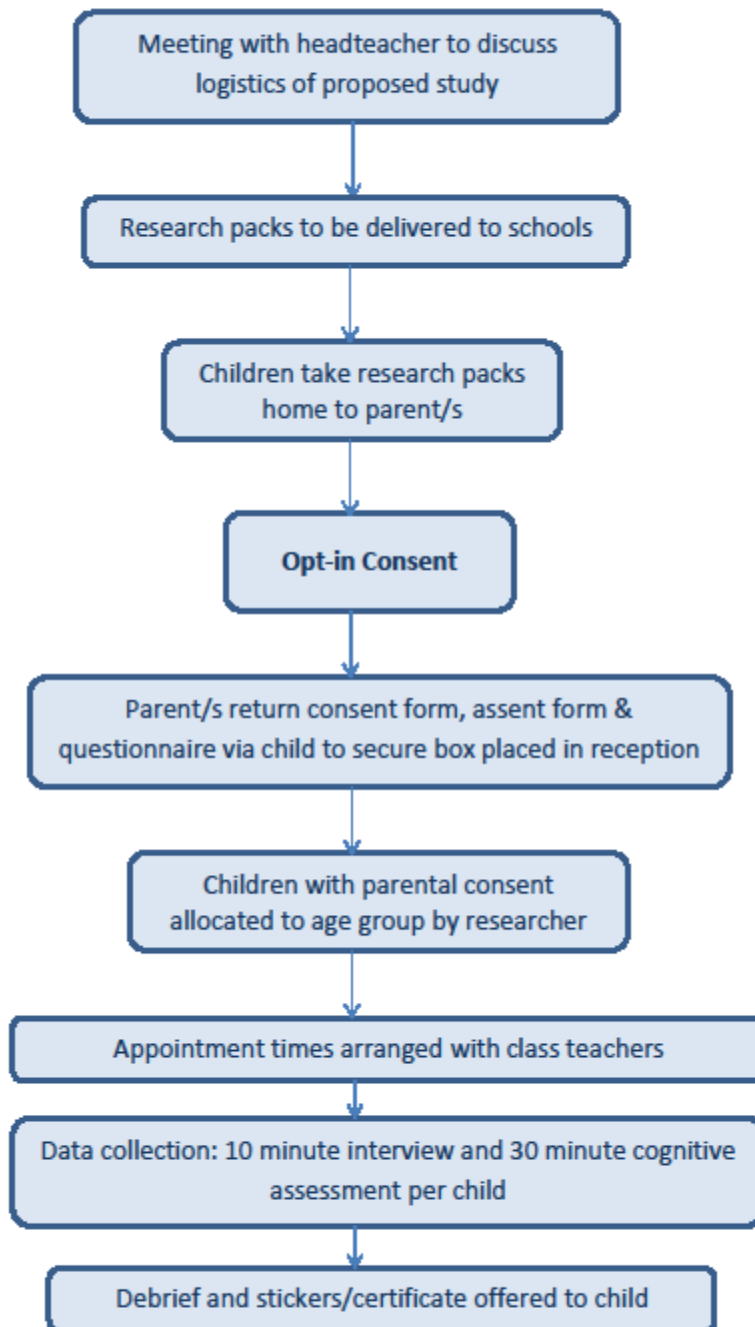 Meeting with headteacher to discuss
logistics of proposed study
Research packs to be delivered to schools
Children take research packs
home to parent/s
Opt-in Consent
Parent/s return consent form, assent form &
questionnaire via child to secure box placed in reception
Children with parental consent
allocated to age group by researcher
Appointment times arranged with class teachers
Data collection: 10 minute interview and 30 minute cognitive
assessment per child
Debrief and stickers/certificate offered to child